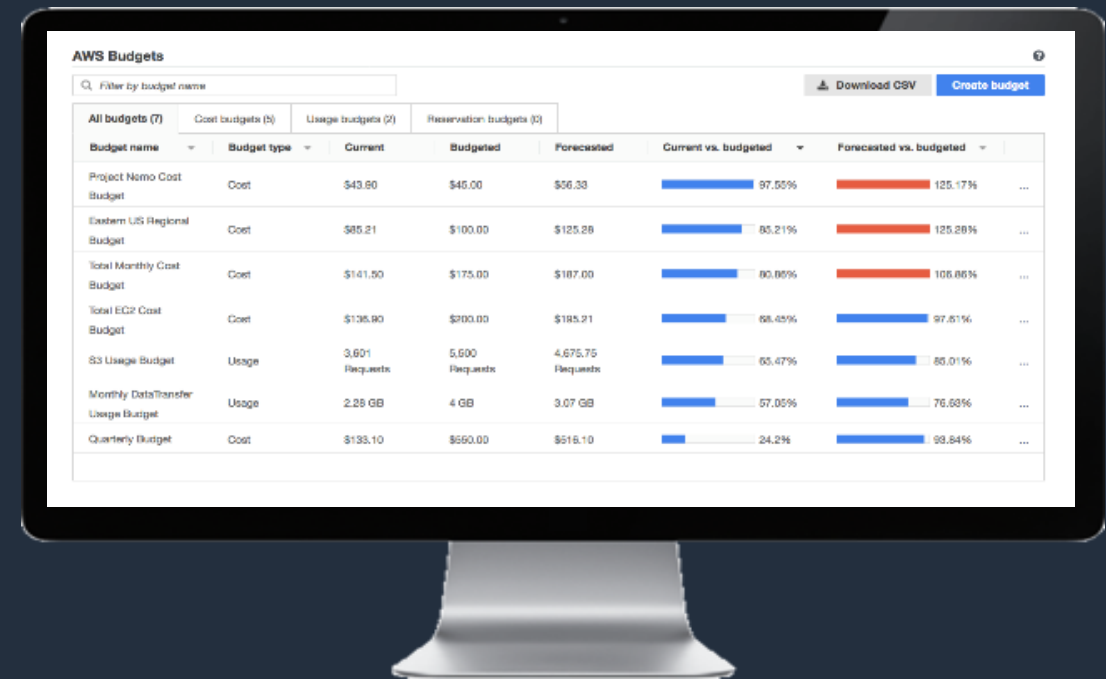 AWS Budgets
Filter by budget name
Download CSV
Create budget
All budgets (7) Cost budgets (5) Usage budgets (2) Reservation budgets (0)
Budget name Budget type Current Budgeted Forecasted Current vs. budgeted Forecasted vs. budgeted
Project Nemo Cost
Budget
Cost $43.90 $45.00 $56.33 97.55% 125.17% ...
Eastern US Regional
Budget
Cost $85.21 $100.00 $125.28 85.21% 125.28% ...
Total Monthly Cost
Budget
Cost $141.50 $175.00 $187.00 80.86% 106.86% ...
Total EC2 Cost
Budget
Cost $136.90 $200.00 $195.21 68.45% 97.61% ...
S3 Usage Budget Usage
3,601
Requests
5,500
Requests
4,675.75
Requests
65.47% 85.01% ...
Monthly DataTransfer
Usage Budget
Usage 2.28 GB 4 GB 3.07 GB 57.05% 76.63% ...
Quarterly Budget Cost $133.10 $550.00 $516.10 24.2% 93.84% ...